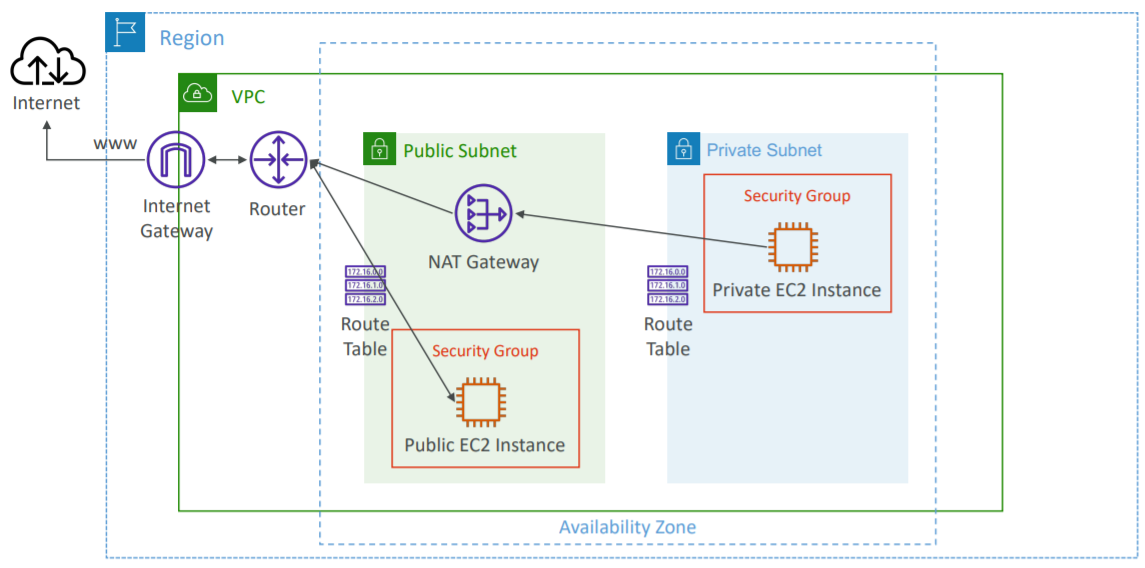 Region
Internet
VPC
www
Internet
Gateway
Router
Public Subnet
NAT Gateway
172.16.0.0
172.16.1.0
172.16.2.0
Route
Table
Security Group
Public EC2 Instance
Private Subnet
Security Group
Private EC2 Instance
172.16.0.0
172.16.1.0
172.16.2.0
Route
Table
Availability Zone